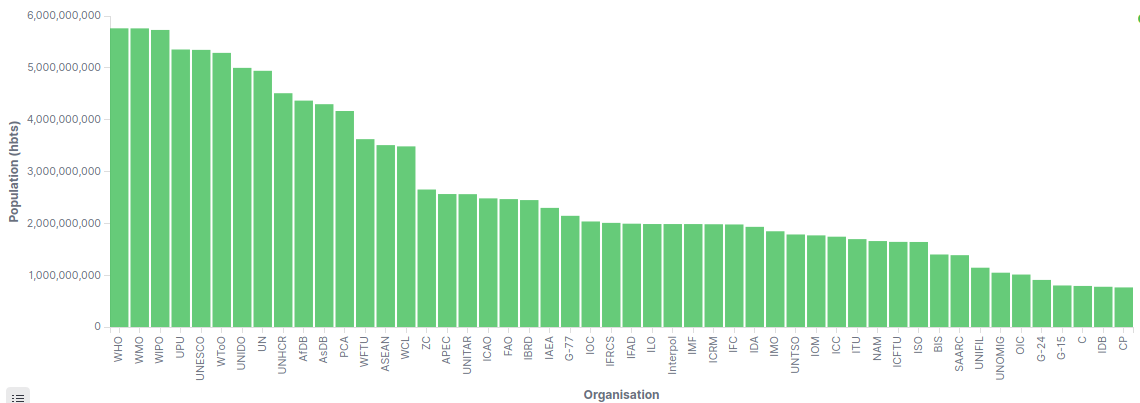 6,000,000,000
5,000,000,000
4,000,000,000
3,000,000,000
2,000,000,000
1,000,000,000
0
Population (hbts)
WHO
WMO
WIPO
UPU
UNESCO
WToO
UNIDO
UN
UNHCR
AfDB
AsDB
PCA
WFTU
ASEAN
WCL
ZC
APEC
UNITAR
ICAO
FAO
IBRD
IAEA
G-77
IOC
IFRCS
IFAD
ILO
Interpol
IMF
ICRM
IFC
IDA
IMO
UNTSO
IOM
ICC
ITU
NAM
ICFTU
ISO
BIS
SAARC
UNIFIL
UNOMIG
OIC
G-24
G-15
C
IDB
CP
Organisation